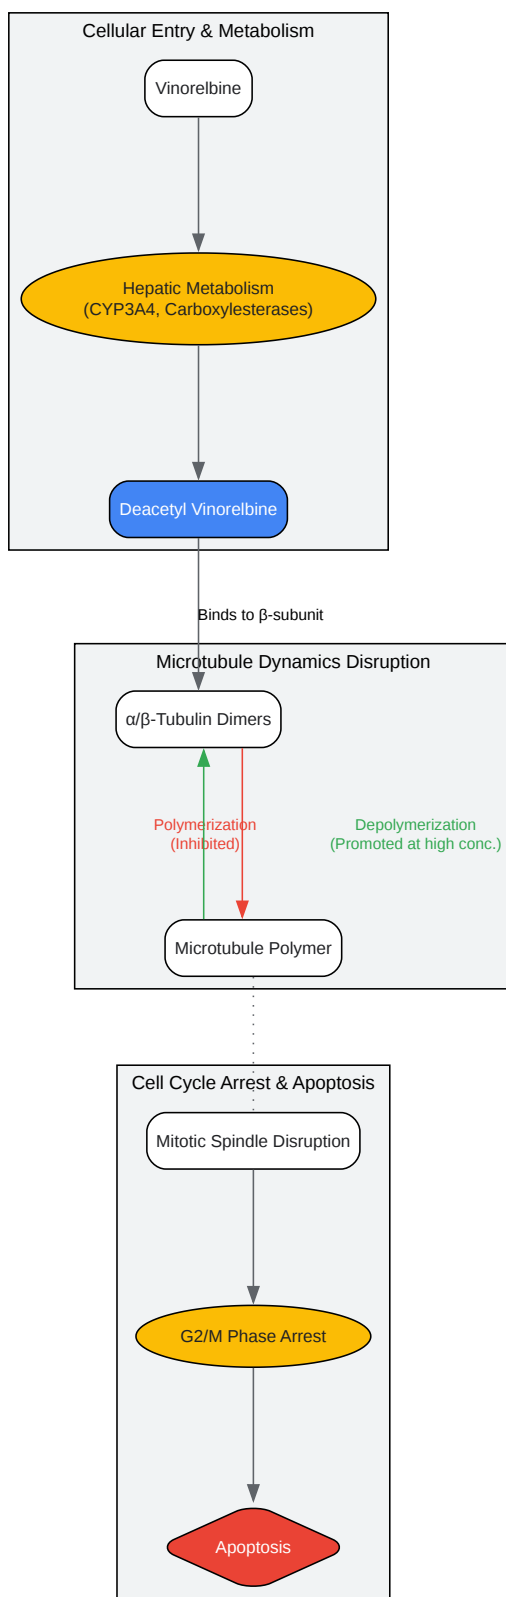 Cellular Entry & Metabolism
Vinorelbine
Hepatic Metabolism
(CYP3A4, Carboxylesterases)
Deacetyl Vinorelbine
Binds to β-subunit
Microtubule Dynamics Disruption
α/β-Tubulin Dimers
Polymerization
(Inhibited)
Depolymerization
(Promoted at high conc.)
Microtubule Polymer
Cell Cycle Arrest & Apoptosis
Mitotic Spindle Disruption
G2/M Phase Arrest
Apoptosis